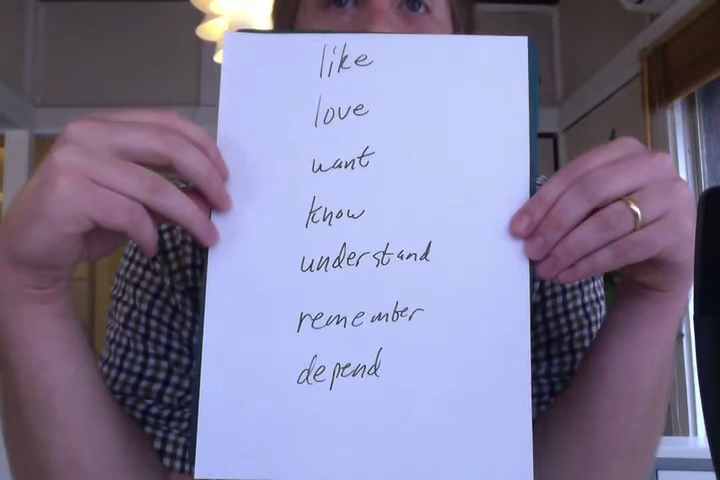 like
love
want
know
understand
remember
depend